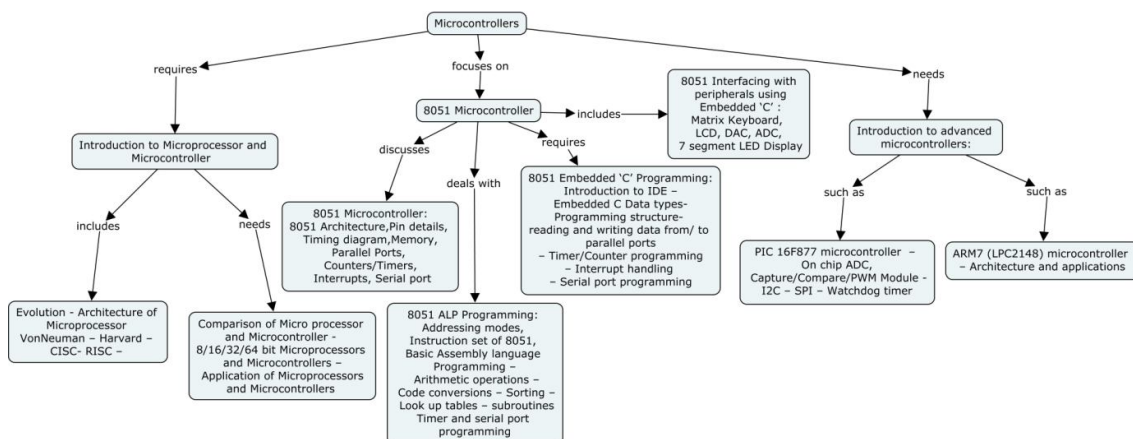 Microcontrollers
requires
focuses on
needs
8051 Microcontroller
includes
8051 Interfacing with
peripherals using
Embedded ‘C’ :
Matrix Keyboard,
LCD, DAC, ADC,
7 segment LED Display
Introduction to Microprocessor and
Microcontroller
Introduction to advanced
microcontrollers:
discusses
deals with
requires
includes
needs
such as
such as
8051 Microcontroller:
8051 Architecture,Pin details,
Timing diagram,Memory,
Parallel Ports,
Counters/Timers,
Interrupts, Serial port
8051 Embedded ‘C’ Programming:
Introduction to IDE –
Embedded C Data types-
Programming structure-
reading and writing data from/ to
parallel ports
– Timer/Counter programming
– Interrupt handling
– Serial port programming
PIC 16F877 microcontroller –
On chip ADC,
Capture/Compare/PWM Module -
I2C – SPI – Watchdog timer
ARM7 (LPC2148) microcontroller
– Architecture and applications
Evolution - Architecture of
Microprocessor
VonNeuman – Harvard –
CISC- RISC –
Comparison of Micro processor
and Microcontroller -
8/16/32/64 bit Microprocessors
and Microcontrollers –
Application of Microprocessors
and Microcontrollers
8051 ALP Programming:
Addressing modes,
Instruction set of 8051,
Basic Assembly language
Programming –
Arithmetic operations –
Code conversions – Sorting –
Look up tables – subroutines
Timer and serial port
programming